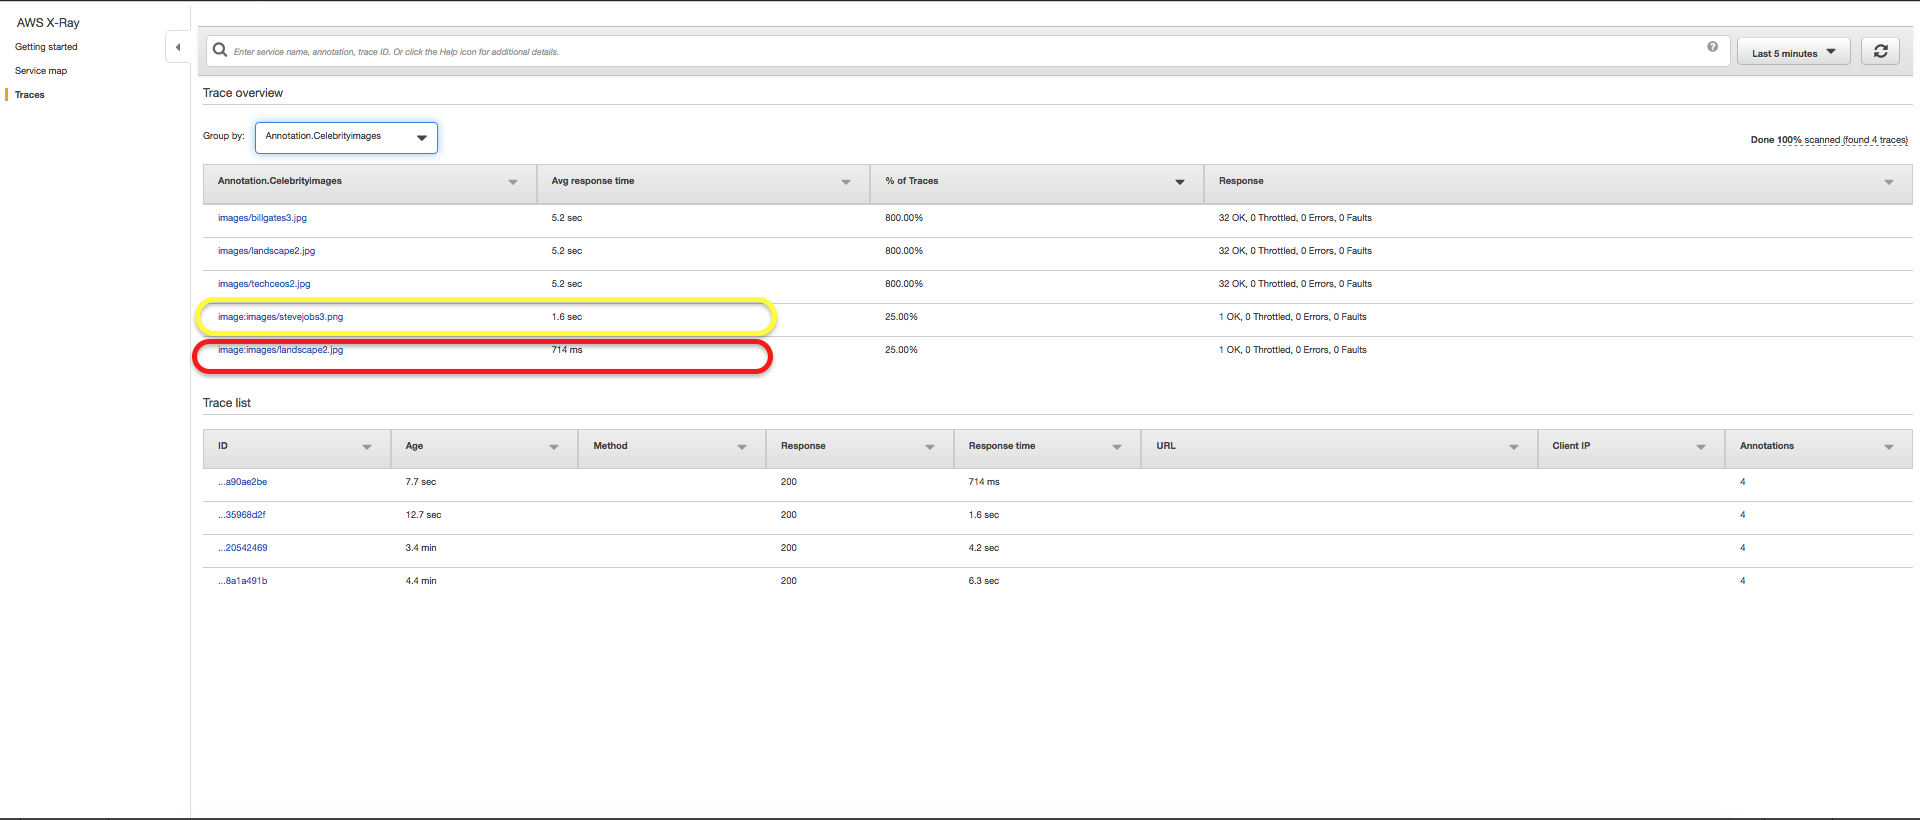 AWS X-Ray
Getting started
Service map
Traces
Enter service name, annotation, trace ID. Or click the Help icon for additional details.
?
Last 5 minutes
Trace overview
Group by: Annotation.Celebrityimages
Done 100% scanned (found 4 traces)
Annotation.Celebrityimages Avg response time % of Traces Response
images/billgates3.jpg 5.2 sec 800.00% 32 OK, 0 Throttled, 0 Errors, 0 Faults
images/landscape2.jpg 5.2 sec 800.00% 32 OK, 0 Throttled, 0 Errors, 0 Faults
images/techceos2.jpg 5.2 sec 800.00% 32 OK, 0 Throttled, 0 Errors, 0 Faults
image:images/stevejobs3.png 1.6 sec 25.00% 1 OK, 0 Throttled, 0 Errors, 0 Faults
image:images/landscape2.jpg 714 ms 25.00% 1 OK, 0 Throttled, 0 Errors, 0 Faults
Trace list
ID Age Method Response Response time URL Client IP Annotations
...a90ae2be 7.7 sec 200 714 ms 4
...35968d2f 12.7 sec 200 1.6 sec 4
...20542469 3.4 min 200 4.2 sec 4
...8a1a491b 4.4 min 200 6.3 sec 4